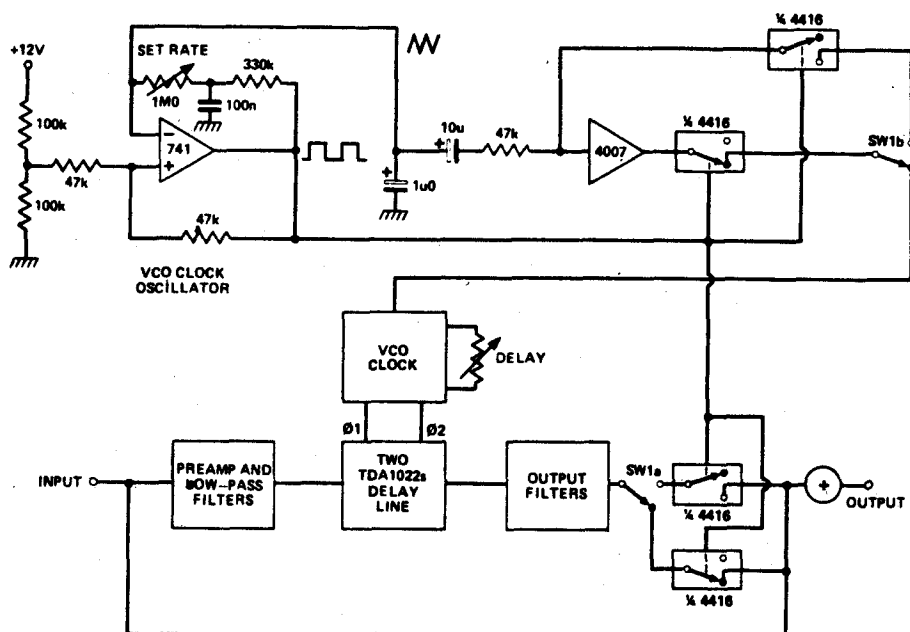 +12V
SET RATE
330k
1M0
100n
100k
741
−
+
47k
100k
47k
VCO CLOCK
OSCILLATOR
10u
+
47k
+
1u0
4007
¼ 4416
¼ 4416
SW1b
VCO
CLOCK
DELAY
Ø1
Ø2
INPUT
PREAMP AND
LOW-PASS
FILTERS
TWO
TDA1022s
DELAY
LINE
OUTPUT
FILTERS
SW1a
¼ 4416
+
OUTPUT
¼ 4416